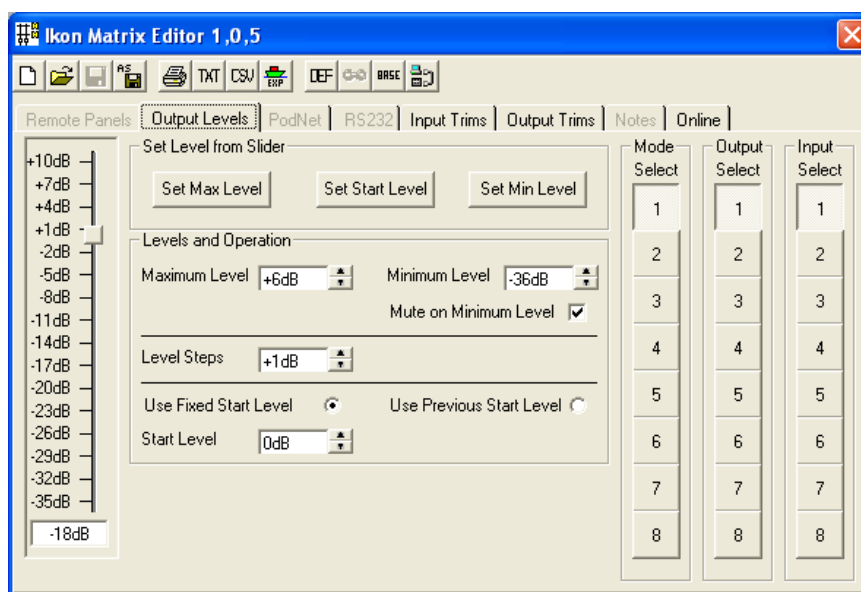 Ikon Matrix Editor 1,0,5
AS TXT CSV EXP DEF BASE
Remote Panels Output Levels PodNet RS232 Input Trims Output Trims Notes Online
+10dB
+7dB
+4dB
+1dB
-2dB
-5dB
-8dB
-11dB
-14dB
-17dB
-20dB
-23dB
-26dB
-29dB
-32dB
-35dB
-18dB
Set Level from Slider
Set Max Level Set Start Level Set Min Level
Levels and Operation
Maximum Level +6dB Minimum Level -36dB
Mute on Minimum Level
Level Steps +1dB
Use Fixed Start Level Use Previous Start Level
Start Level 0dB
Mode
Select
1
2
3
4
5
6
7
8
Output
Select
1
2
3
4
5
6
7
8
Input
Select
1
2
3
4
5
6
7
8